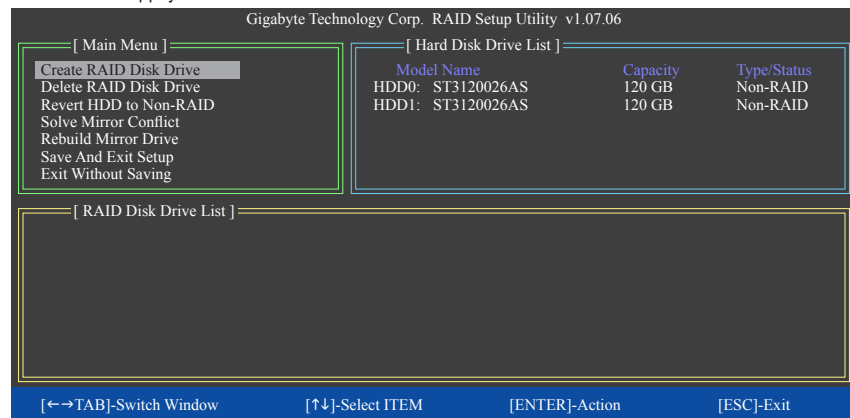 Gigabyte Technology Corp. RAID Setup Utility v1.07.06
[ Main Menu ]
Create RAID Disk Drive
Delete RAID Disk Drive
Revert HDD to Non-RAID
Solve Mirror Conflict
Rebuild Mirror Drive
Save And Exit Setup
Exit Without Saving
[ Hard Disk Drive List ]
Model Name Capacity Type/Status
HDD0: ST3120026AS 120 GB Non-RAID
HDD1: ST3120026AS 120 GB Non-RAID
[ RAID Disk Drive List ]
[←→TAB]-Switch Window [↑↓]-Select ITEM [ENTER]-Action [ESC]-Exit